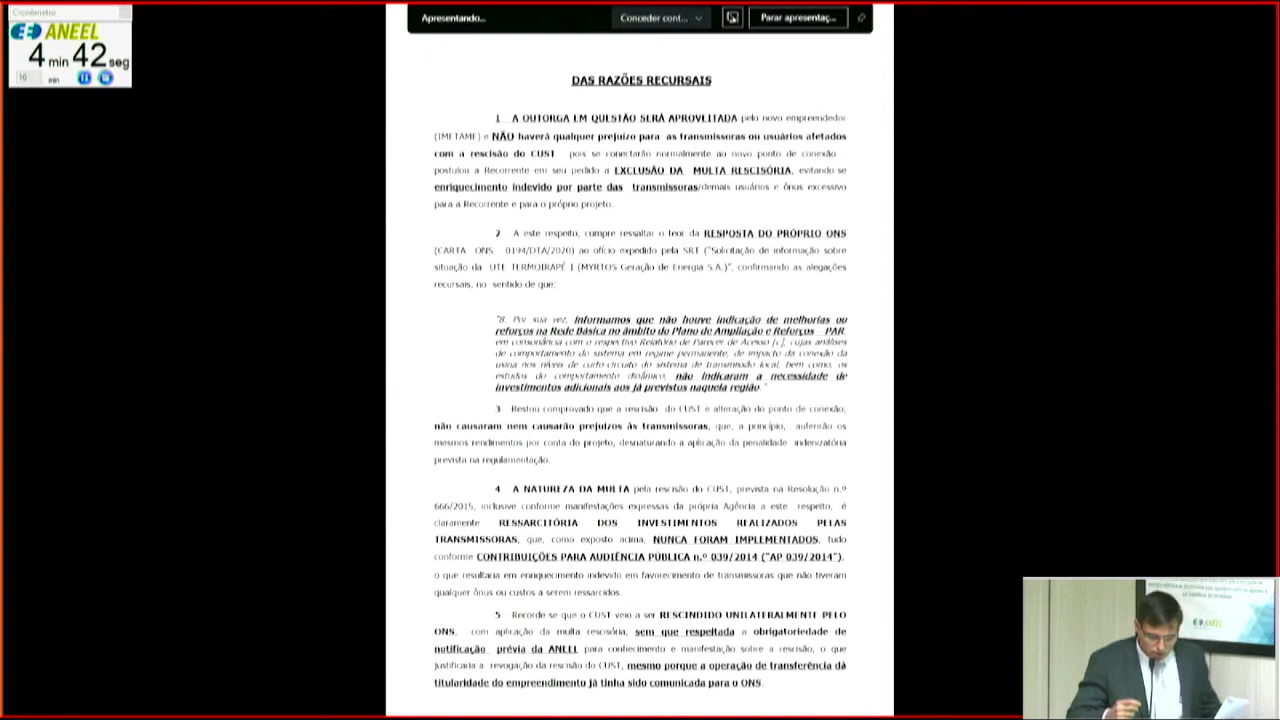 Cronômetro
ANEEL
4 min 42 seg
10 min
Apresentando...
Conceder cont...
Parar apresentaç...
DAS RAZÕES RECURSAIS
1 A OUTORGA EM QUESTÃO SERÁ APROVEITADA pelo novo empreendedor
(IMETAME) e NÃO haverá qualquer prejuízo para as transmissoras ou usuários afetados
com a rescisão do CUST pois se conectarão normalmente ao novo ponto de conexão
postulou a Recorrente em seu pedido a EXCLUSÃO DA MULTA RESCISÓRIA, evitando-se
enriquecimento indevido por parte das transmissoras/demais usuários e ônus excessivo
para a Recorrente e para o próprio projeto.
2 A este respeito, cumpre ressaltar o teor da RESPOSTA DO PRÓPRIO ONS
(CARTA ONS 0194/DTA/2020) ao ofício expedido pela SRT ("Solicitação de informação sobre
situação da UTE TERMOIRAPÉ I (MYRTOS Geração de Energia S.A.)", confirmando as alegações
recursais, no sentido de que:
"8. Por sua vez, informamos que não houve indicação de melhorias ou
reforços na Rede Básica no âmbito do Plano de Ampliação e Reforços PAR,
em consonância com o respectivo Relatório de Parecer de Acesso [c], cujas análises
de comportamento do sistema em regime permanente, de impacto da conexão da
usina nos níveis de curto-circuito do sistema de transmissão local, bem como, os
estudos do comportamento dinâmico, não indicaram a necessidade de
investimentos adicionais aos já previstos naquela região."
3 Restou comprovado que a rescisão do CUST e alteração do ponto de conexão,
não causaram nem causarão prejuízos às transmissoras, que, a princípio, auferirão os
mesmos rendimentos por conta do projeto, desnaturando a aplicação da penalidade indenizatória
prevista na regulamentação.
4 A NATUREZA DA MULTA pela rescisão do CUST, prevista na Resolução n.º
666/2015, inclusive conforme manifestações expressas da própria Agência a este respeito, é
claramente RESSARCITÓRIA DOS INVESTIMENTOS REALIZADOS PELAS
TRANSMISSORAS, que, como exposto acima, NUNCA FORAM IMPLEMENTADOS, tudo
conforme CONTRIBUIÇÕES PARA AUDIÊNCIA PÚBLICA n.º 039/2014 ("AP 039/2014"),
o que resultaria em enriquecimento indevido em favorecimento de transmissoras que não tiveram
qualquer ônus ou custos a serem ressarcidos.
5 Recorde se que o CUST veio a ser RESCINDIDO UNILATERALMENTE PELO
ONS, com aplicação da multa rescisória, sem que respeitada a obrigatoriedade de
notificação prévia da ANEEL para conhecimento e manifestação sobre a rescisão, o que
justificaria a revogação da rescisão do CUST, mesmo porque a operação de transferência dà
titularidade do empreendimento já tinha sido comunicada para o ONS.
ANEEL